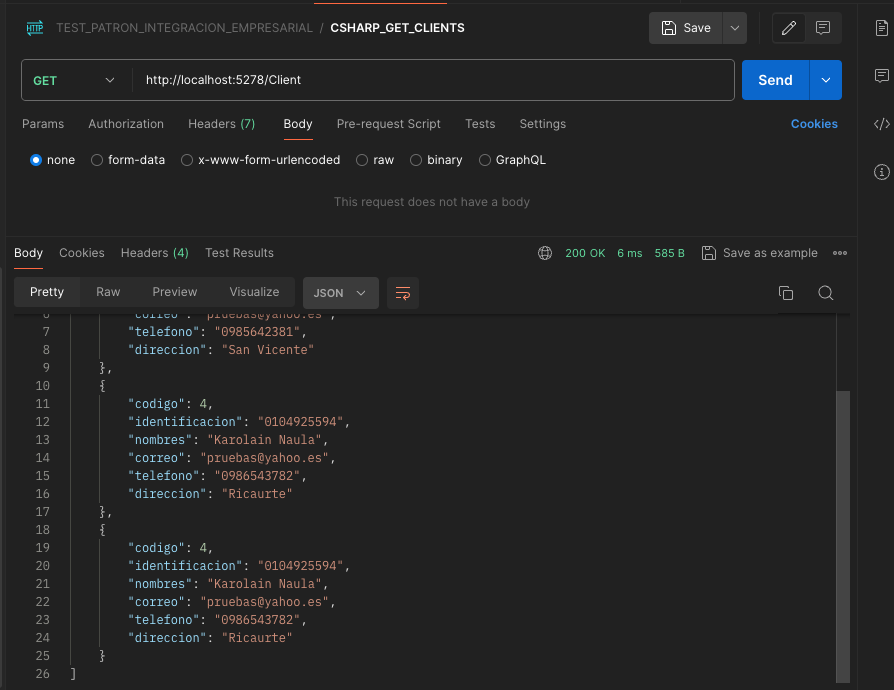 HTTP TEST_PATRON_INTEGRACION_EMPRESARIAL / CSHARP_GET_CLIENTS Save
GET http://localhost:5278/Client Send
Params Authorization Headers (7) Body Pre-request Script Tests Settings Cookies
none form-data x-www-form-urlencoded raw binary GraphQL
This request does not have a body
Body Cookies Headers (4) Test Results 200 OK 6 ms 585 B Save as example
Pretty Raw Preview Visualize JSON
6 "correo": "pruebas@yahoo.es",
7 "telefono": "0985642381",
8 "direccion": "San Vicente"
9 },
10 {
11 "codigo": 4,
12 "identificacion": "0104925594",
13 "nombres": "Karolain Naula",
14 "correo": "pruebas@yahoo.es",
15 "telefono": "0986543782",
16 "direccion": "Ricaurte"
17 },
18 {
19 "codigo": 4,
20 "identificacion": "0104925594",
21 "nombres": "Karolain Naula",
22 "correo": "pruebas@yahoo.es",
23 "telefono": "0986543782",
24 "direccion": "Ricaurte"
25 }
26 ]